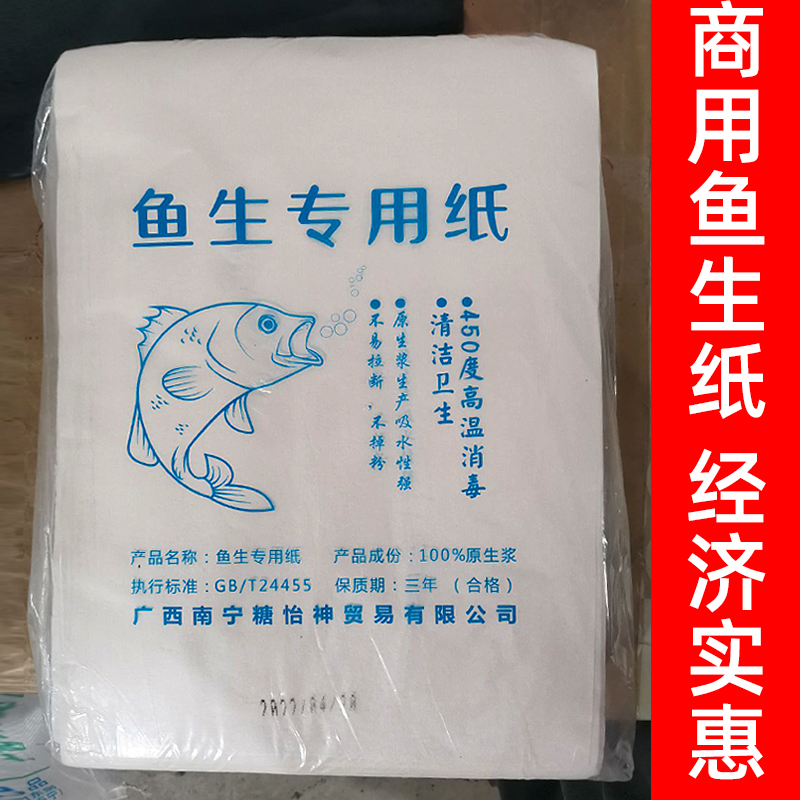 鱼生专用纸
●450度高温消毒
清洁卫生
●原生浆生产吸水性强
●不易拉断,不掉粉
产品名称:鱼生专用纸 产品成份:100%原生浆
执行标准:GB/T24455 保质期:三年(合格)
广西南宁糖怡神贸易有限公司
商用鱼生纸 经济实惠